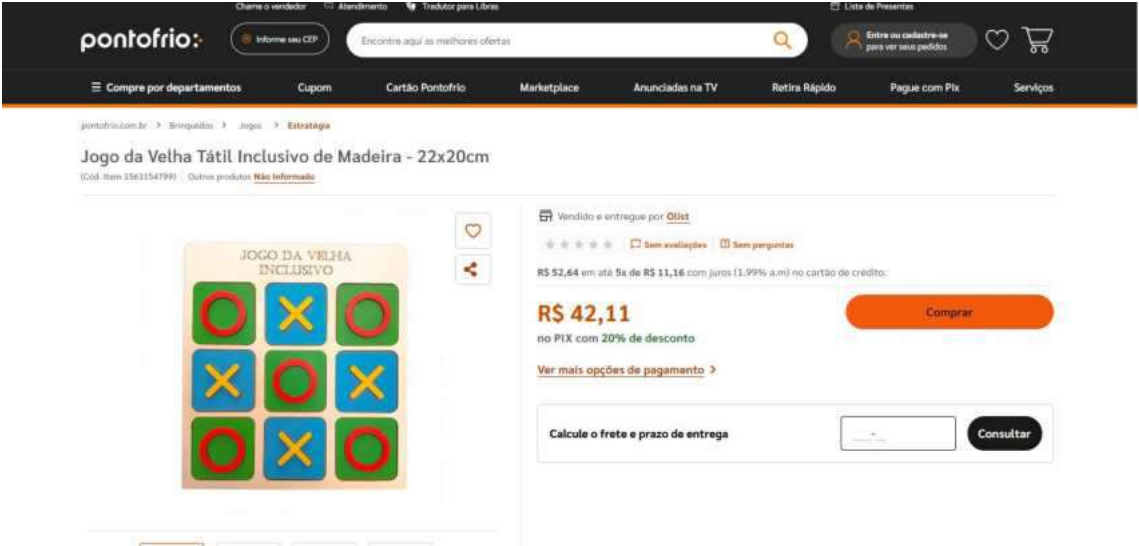 Chame o vendedor Atendimento Tradutor para Libras Lista de Presentes
pontofrio:
Informe seu CEP
Encontre aqui as melhores ofertas
Entre ou cadastre-se
para ver seus pedidos
Compre por departamentos Cupom Cartão Pontofrio Marketplace Anunciadas na TV Retira Rápido Pague com Pix Serviços
pontofrio.com.br > Brinquedos > Jogos > Estratégia
Jogo da Velha Tátil Inclusivo de Madeira - 22x20cm
(Cód. Item 1563154799) Outros produtos Não Informado
JOGO DA VELHA
INCLUSIVO
Vendido e entregue por Olist
Sem avaliações Sem perguntas
R$ 52,64 em até 5x de R$ 11,16 com juros (1.99% a.m) no cartão de crédito.
R$ 42,11
Comprar
no PIX com 20% de desconto
Ver mais opções de pagamento >
Calcule o frete e prazo de entrega
Consultar